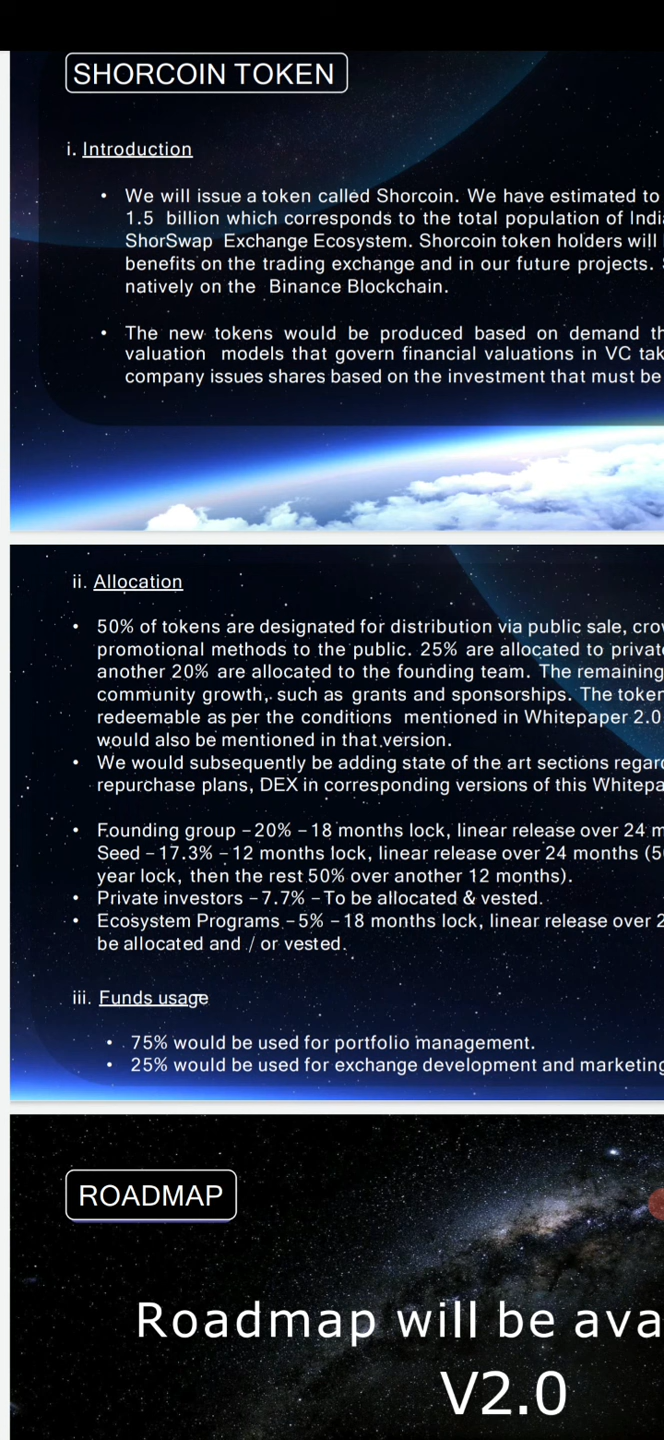 SHORCOIN TOKEN
i. Introduction
• We will issue a token called Shorcoin. We have estimated to
1.5 billion which corresponds to the total population of
ShorSwap Exchange Ecosystem. Shorcoin token holders will
benefits on the trading exchange and in our future projects.
natively on the Binance Blockchain.
• The new tokens would be produced based on demand
valuation models that govern financial valuations in VC
company issues shares based on the investment that must be
ii. Allocation
• 50% of tokens are designated for distribution via public sale,
promotional methods to the public. 25% are allocated to
another 20% are allocated to the founding team. The remaining
community growth, such as grants and sponsorships. The
redeemable as per the conditions mentioned in Whitepaper 2.0
would also be mentioned in that version.
• We would subsequently be adding state of the art sections
repurchase plans, DEX in corresponding versions of this
• Founding group – 20% – 18 months lock, linear release over 24
Seed – 17.3% – 12 months lock, linear release over 24 months
year lock, then the rest 50% over another 12 months).
• Private investors – 7.7% – To be allocated & vested.
• Ecosystem Programs – 5% – 18 months lock, linear release over
be allocated and / or vested.
iii. Funds usage
• 75% would be used for portfolio management.
• 25% would be used for exchange development and marketing
ROADMAP
Roadmap will be
V2.0